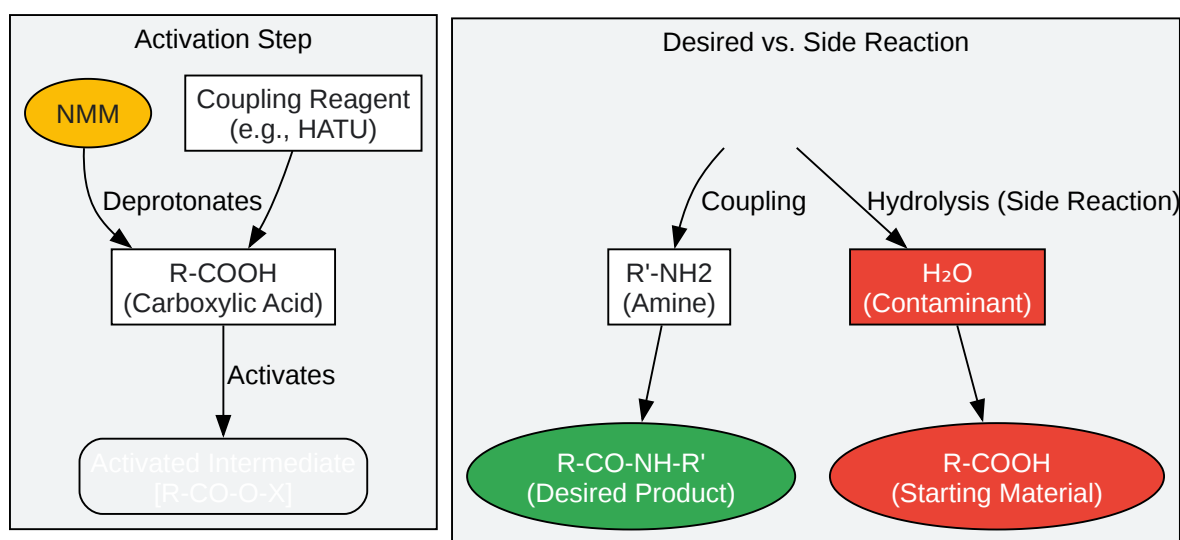 Activation Step
NMM
Coupling Reagent
(e.g., HATU)
Deprotonates
R-COOH
(Carboxylic Acid)
Activates
Activated Intermediate
[R-CO-O-X]
Desired vs. Side Reaction
Coupling
Hydrolysis (Side Reaction)
R'-NH2
(Amine)
H₂O
(Contaminant)
R-CO-NH-R'
(Desired Product)
R-COOH
(Starting Material)